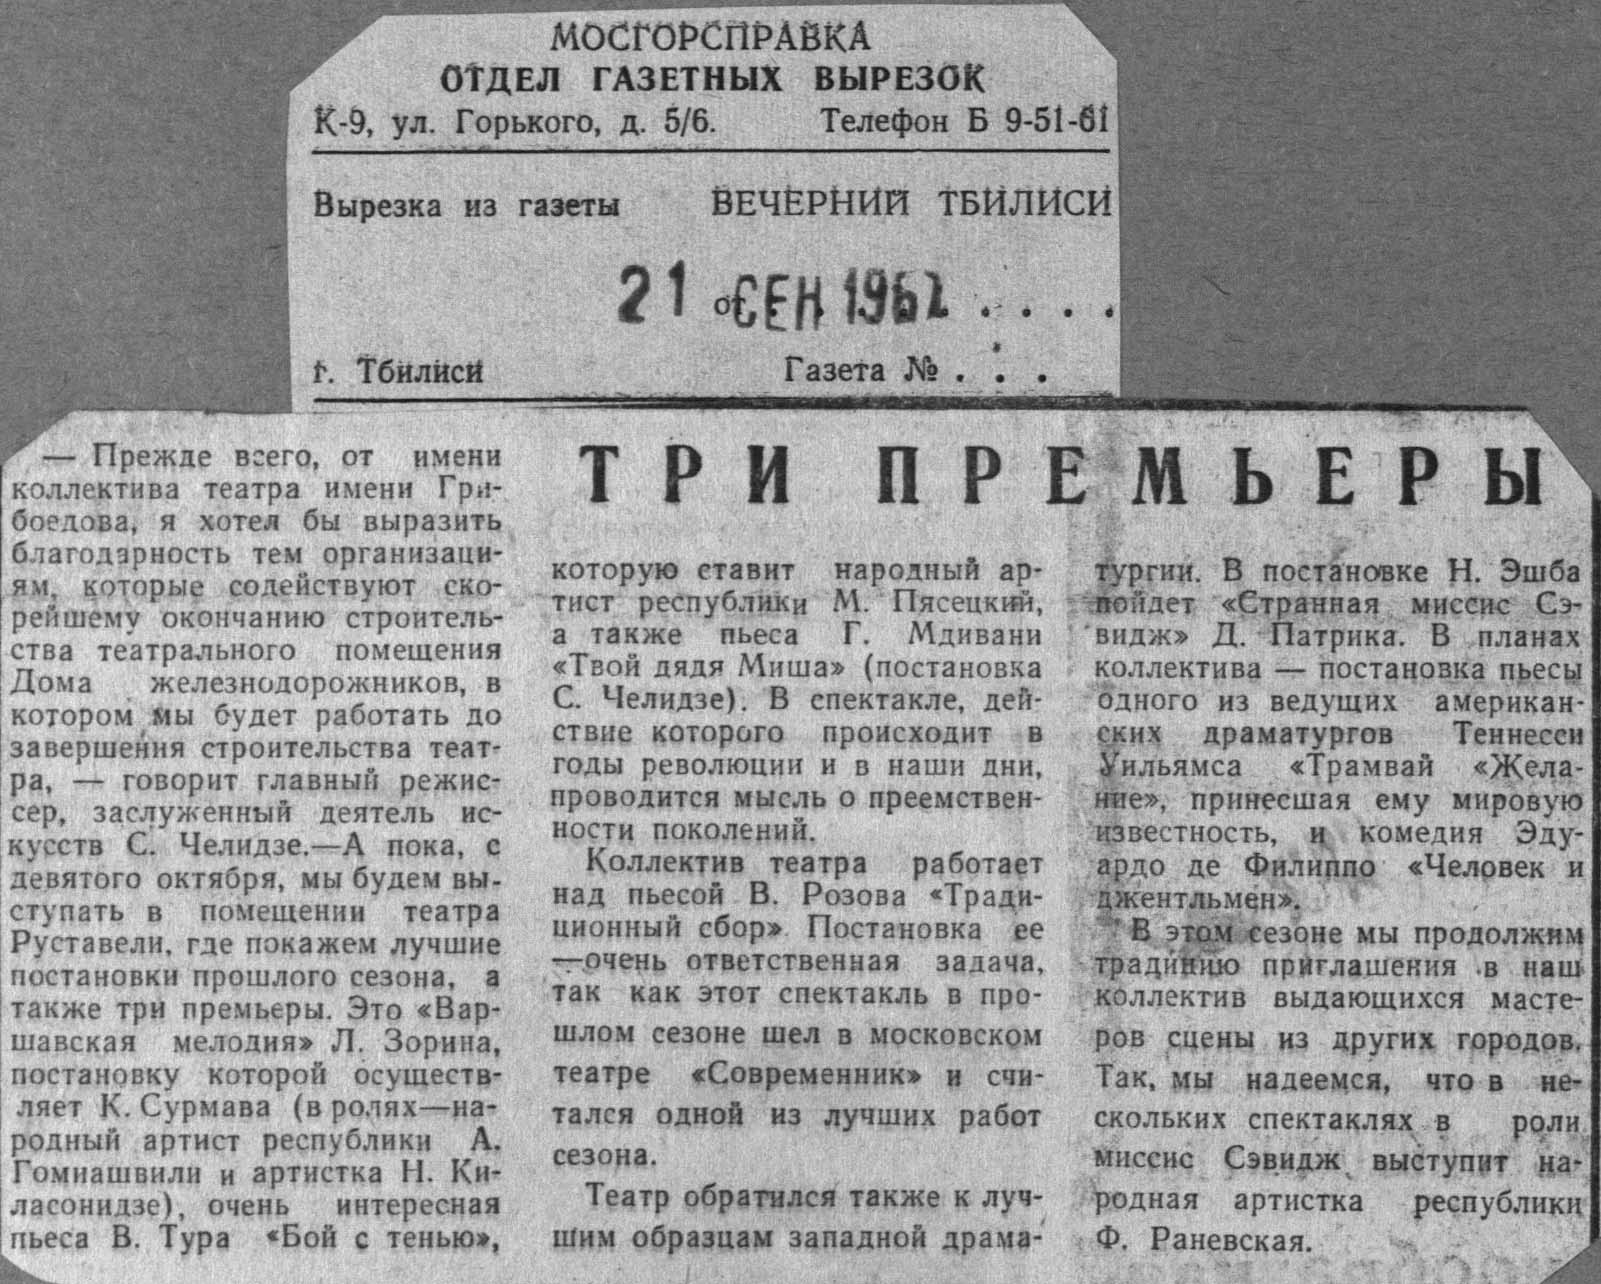 МОСГОРСПРАВКА
ОТДЕЛ ГАЗЕТНЫХ ВЫРЕЗОК
К-9, ул. Горького, д. 5/6. Телефон Б 9-51-61
Вырезка из газеты ВЕЧЕРНИЙ ТБИЛИСИ
21 от СЕН 196
г. Тбилиси Газета № . . .
ТРИ ПРЕМЬЕРЫ
— Прежде всего, от имени
коллектива театра имени Гри-
боедова, я хотел бы выразить
благодарность тем организаци-
ям, которые содействуют ско-
рейшему окончанию строитель-
ства театрального помещения
Дома железнодорожников, в
котором мы будет работать до
завершения строительства теат-
ра, — говорит главный режис-
сер, заслуженный деятель ис-
кусств С. Челидзе.—А пока, с
девятого октября, мы будем вы-
ступать в помещении театра
Руставели, где покажем лучшие
постановки прошлого сезона, а
также три премьеры. Это «Вар-
шавская мелодия» Л. Зорина,
постановку которой осуществ-
ляет К. Сурмава (в ролях—на-
родный артист республики А.
Гомиашвили и артистка Н. Ки-
ласонидзе), очень интересная
пьеса В. Тура «Бой с тенью»,
которую ставит народный ар-
тист республики М. Пясецкий,
а также пьеса Г. Мдивани
«Твой дядя Миша» (постановка
С. Челидзе). В спектакле, дей-
ствие которого происходит в
годы революции и в наши дни,
проводится мысль о преемствен-
ности поколений.
Коллектив театра работает
над пьесой В. Розова «Тради-
ционный сбор». Постановка ее
—очень ответственная задача,
так как этот спектакль в про-
шлом сезоне шел в московском
театре «Современник» и счи-
тался одной из лучших работ
сезона.
Театр обратился также к луч-
шим образцам западной драма-
тургии. В постановке Н. Эшба
пойдет «Странная миссис Сэ-
видж» Д. Патрика. В планах
коллектива — постановка пьесы
одного из ведущих американ-
ских драматургов Теннесси
Уильямса «Трамвай «Жела-
ние», принесшая ему мировую
известность, и комедия Эду-
ардо де Филиппо «Человек и
джентльмен».
В этом сезоне мы продолжим
традицию приглашения в наш
коллектив выдающихся масте-
ров сцены из других городов.
Так, мы надеемся, что в не-
скольких спектаклях в роли
миссис Сэвидж выступит на-
родная артистка республики
Ф. Раневская.